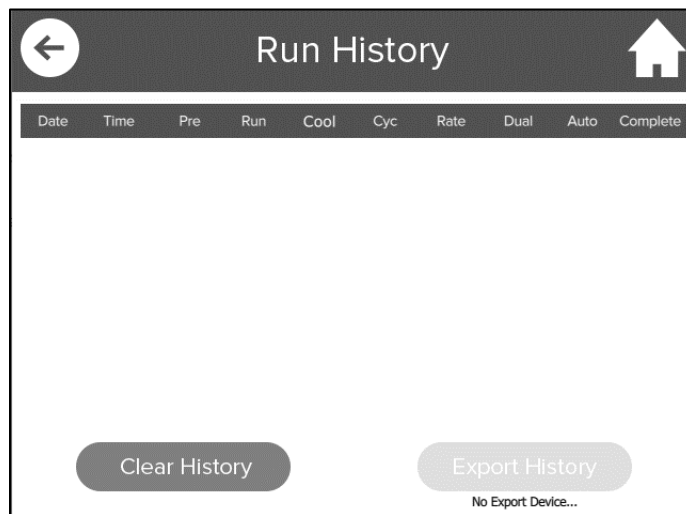 Run History
Date Time Pre Run Cool Cyc Rate Dual Auto Complete
Clear History Export History
No Export Device...